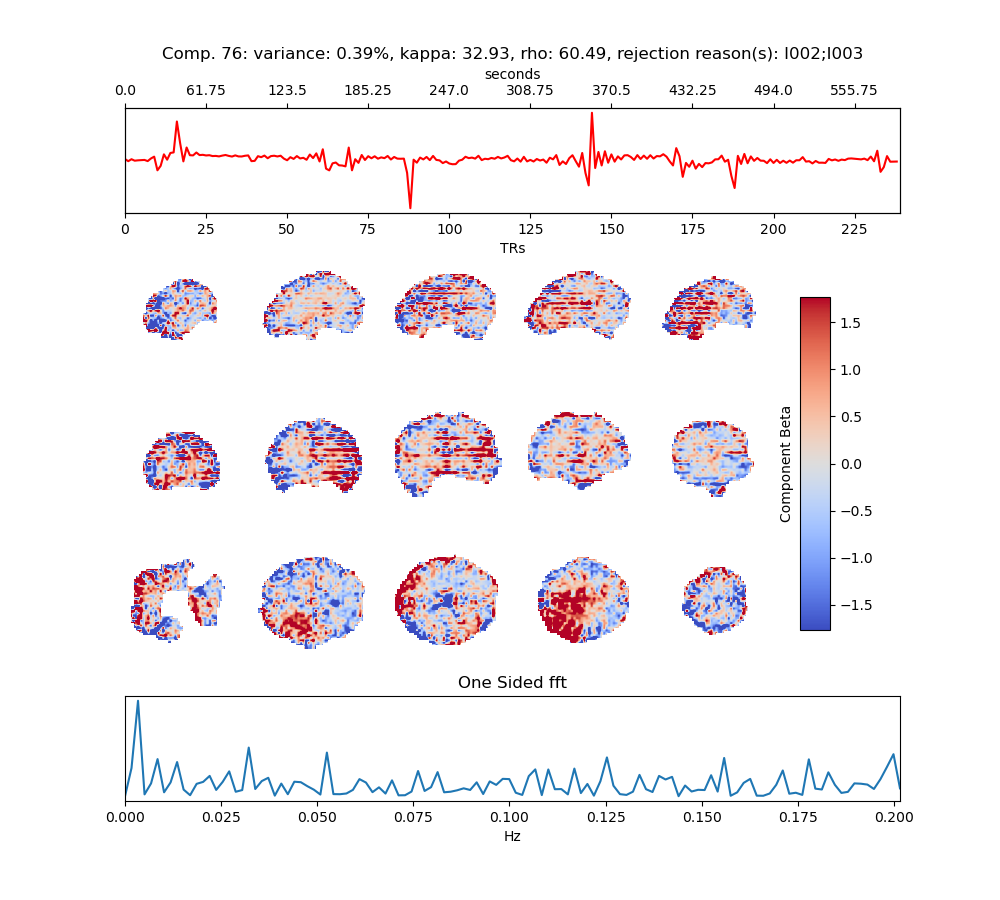 Comp. 76: variance: 0.39%, kappa: 32.93, rho: 60.49, rejection reason(s): I002;I003
seconds
0.0 61.75 123.5 185.25 247.0 308.75 370.5 432.25 494.0 555.75
0 25 50 75 100 125 150 175 200 225
TRs
1.5
1.0
0.5
0.0
−0.5
−1.0
−1.5
Component Beta
One Sided fft
0.000 0.025 0.050 0.075 0.100 0.125 0.150 0.175 0.200
Hz